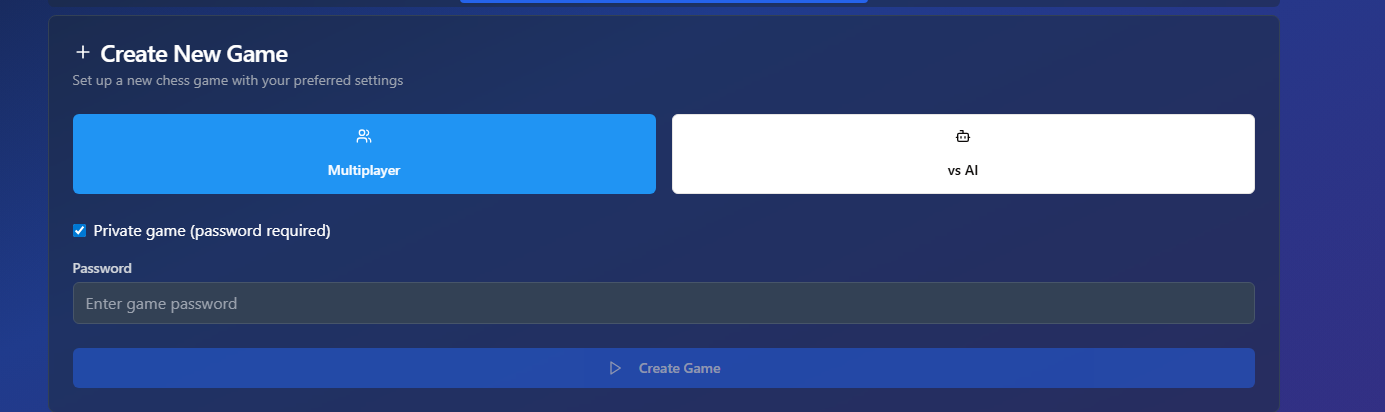 Create New Game
Set up a new chess game with your preferred settings
Multiplayer
vs AI
Private game (password required)
Password
Enter game password
Create Game